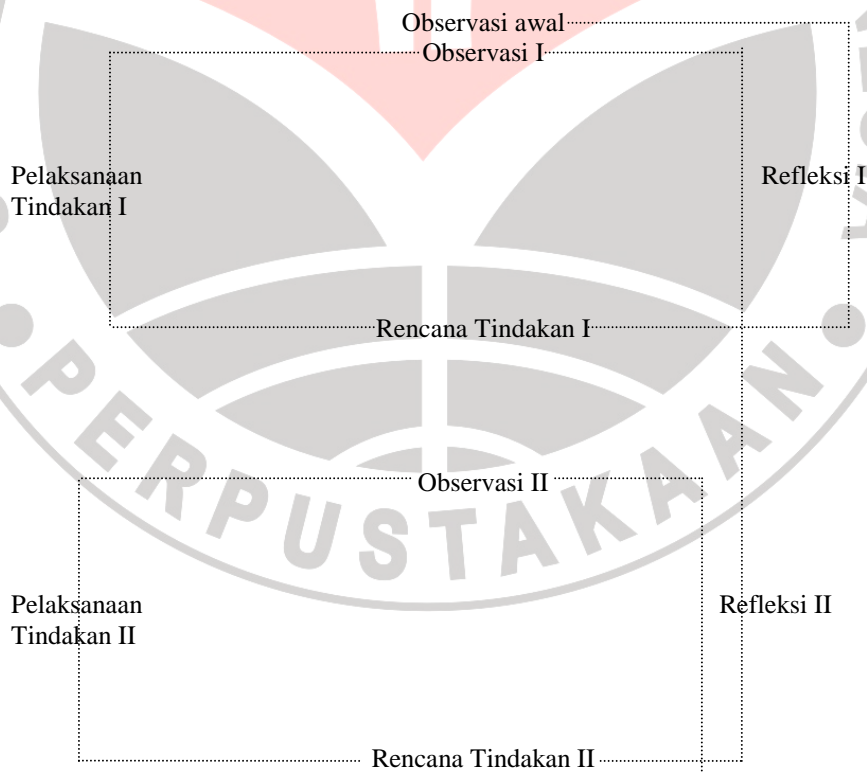 Observasi awal
Observasi I
Pelaksanaan
Tindakan I
Refleksi I
Rencana Tindakan I
PERPUSTAKAAN
Observasi II
Pelaksanaan
Tindakan II
Refleksi II
Rencana Tindakan II